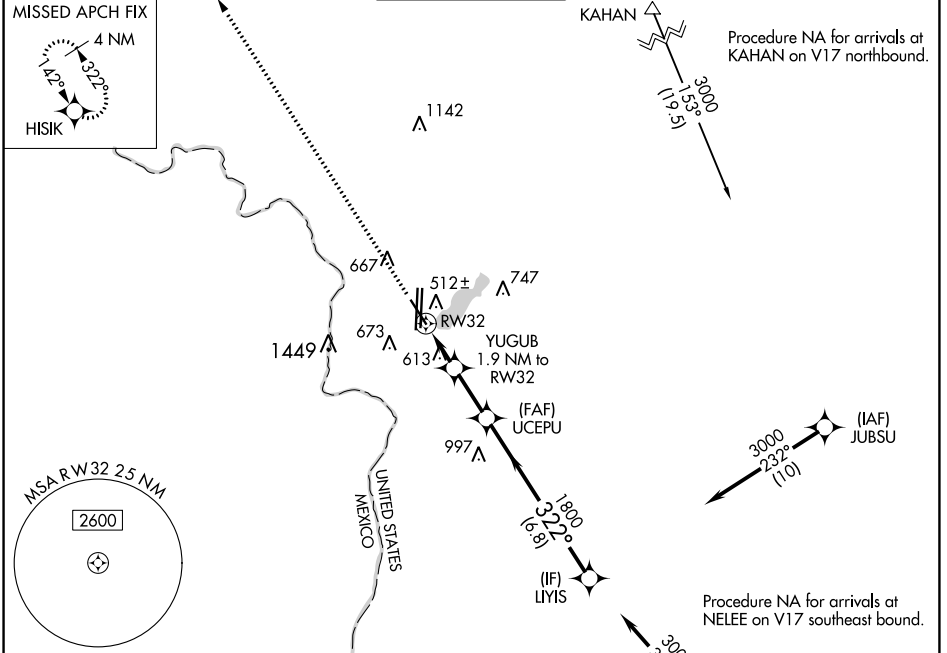 MISSED APCH FIX
4 NM
142°
322°
HISIK
KAHAN
Procedure NA for arrivals at
KAHAN on V17 northbound.
3000
153°
(19.5)
1142
667
512±
747
RW32
673
1449
613
YUGUB
1.9 NM to
RW32
(FAF)
UCEPU
997
(IAF)
JUBSU
3000
232°
(10)
MSA RW32 25 NM
2600
UNITED STATES
MEXICO
1800
322°
(6.8)
(IF)
LIYIS
Procedure NA for arrivals at
NELEE on V17 southeast bound.